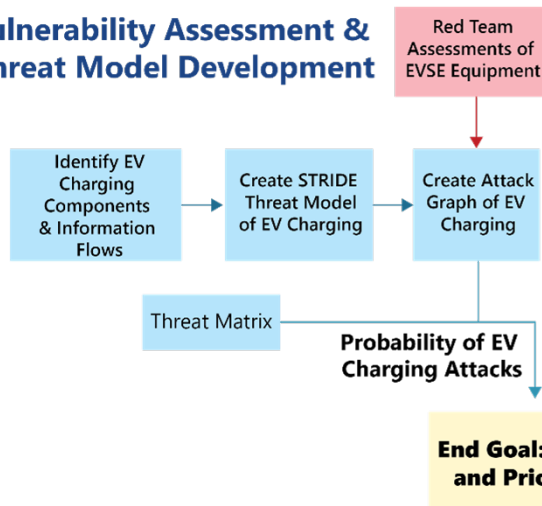 ulnerability Assessment &
hreat Model Development
Red Team
Assessments of
EVSE Equipment
Identify EV
Charging
Components
& Information
Flows
Create STRIDE
Threat Model
of EV Charging
Create Attack
Graph of EV
Charging
Threat Matrix
Probability of EV
Charging Attacks
End Goal:
and Prio